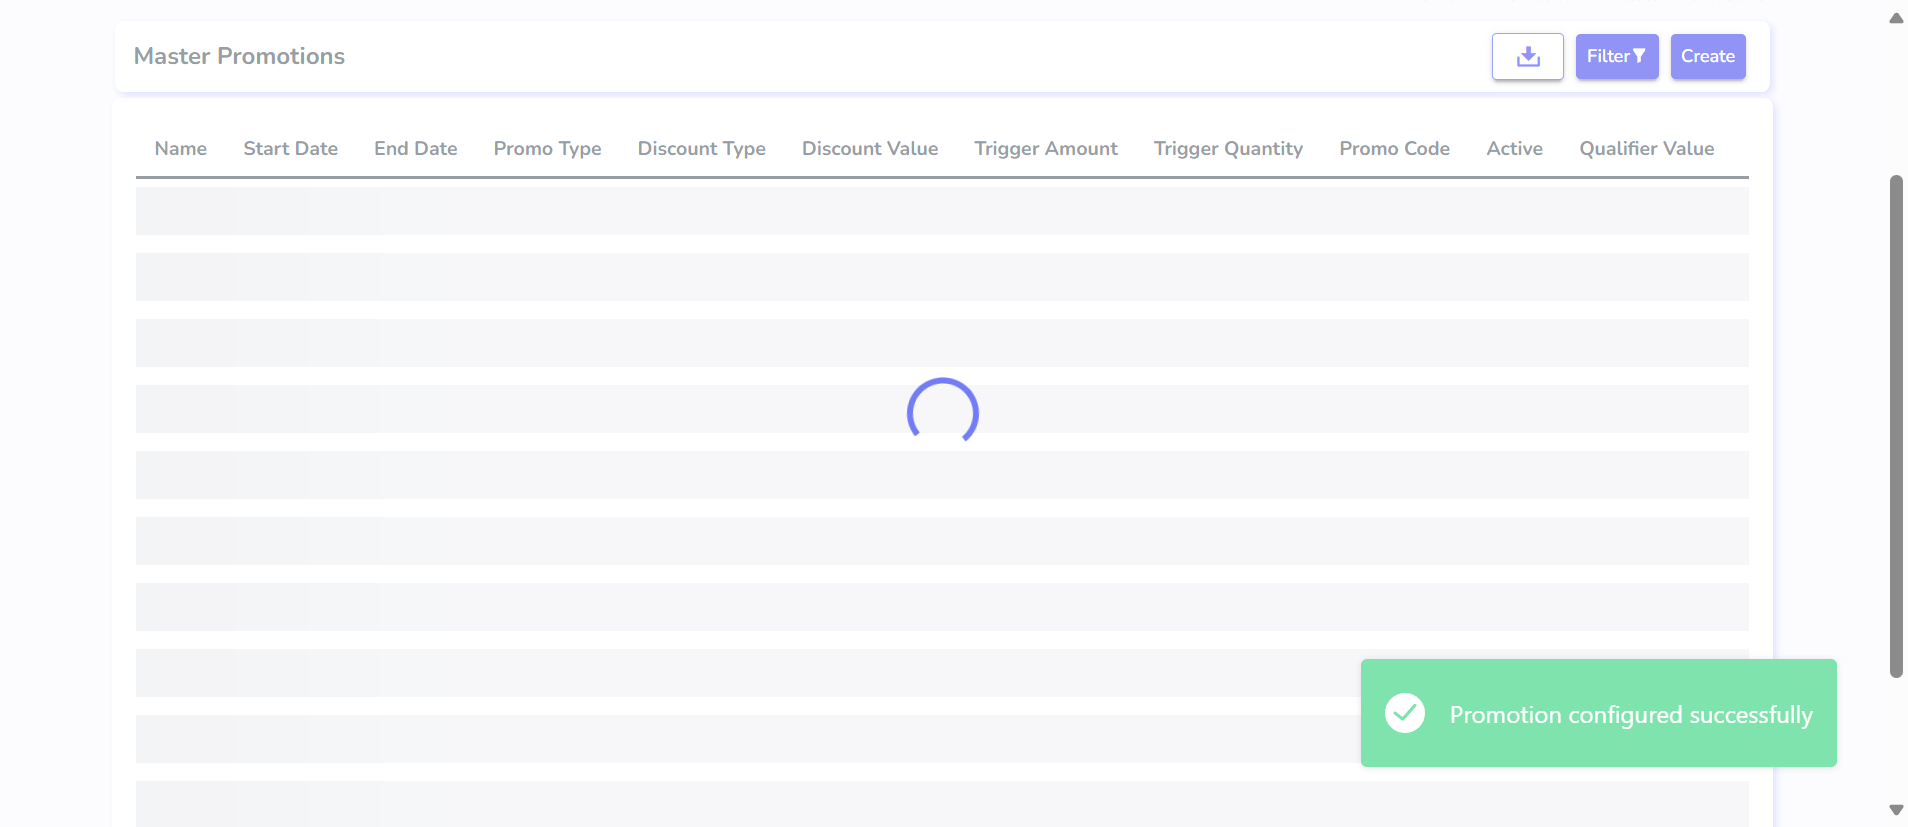 Master Promotions
Filter
Create
Name Start Date End Date Promo Type Discount Type Discount Value Trigger Amount Trigger Quantity Promo Code Active Qualifier Value
Promotion configured successfully